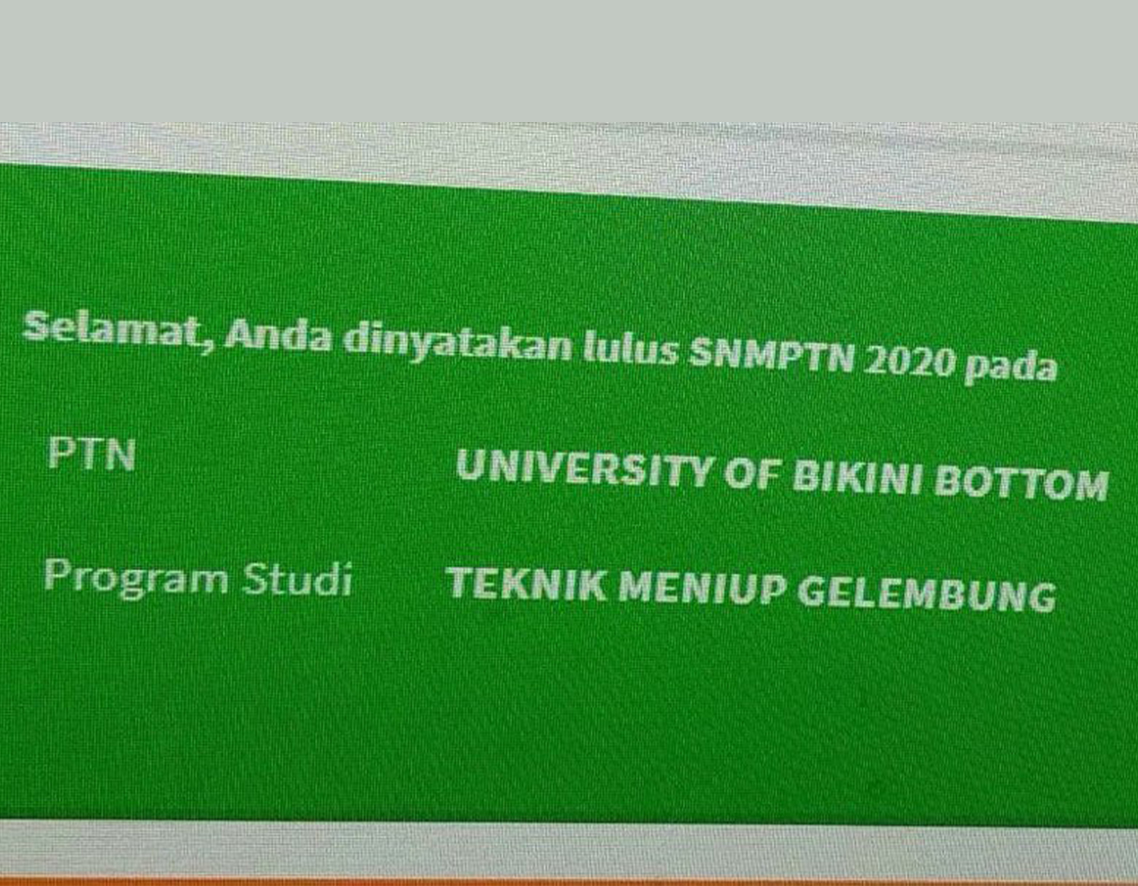 Selamat, Anda dinyatakan lulus SNMPTN 2020 pada
PTN UNIVERSITY OF BIKINI BOTTOM
Program Studi TEKNIK MENIUP GELEMBUNG